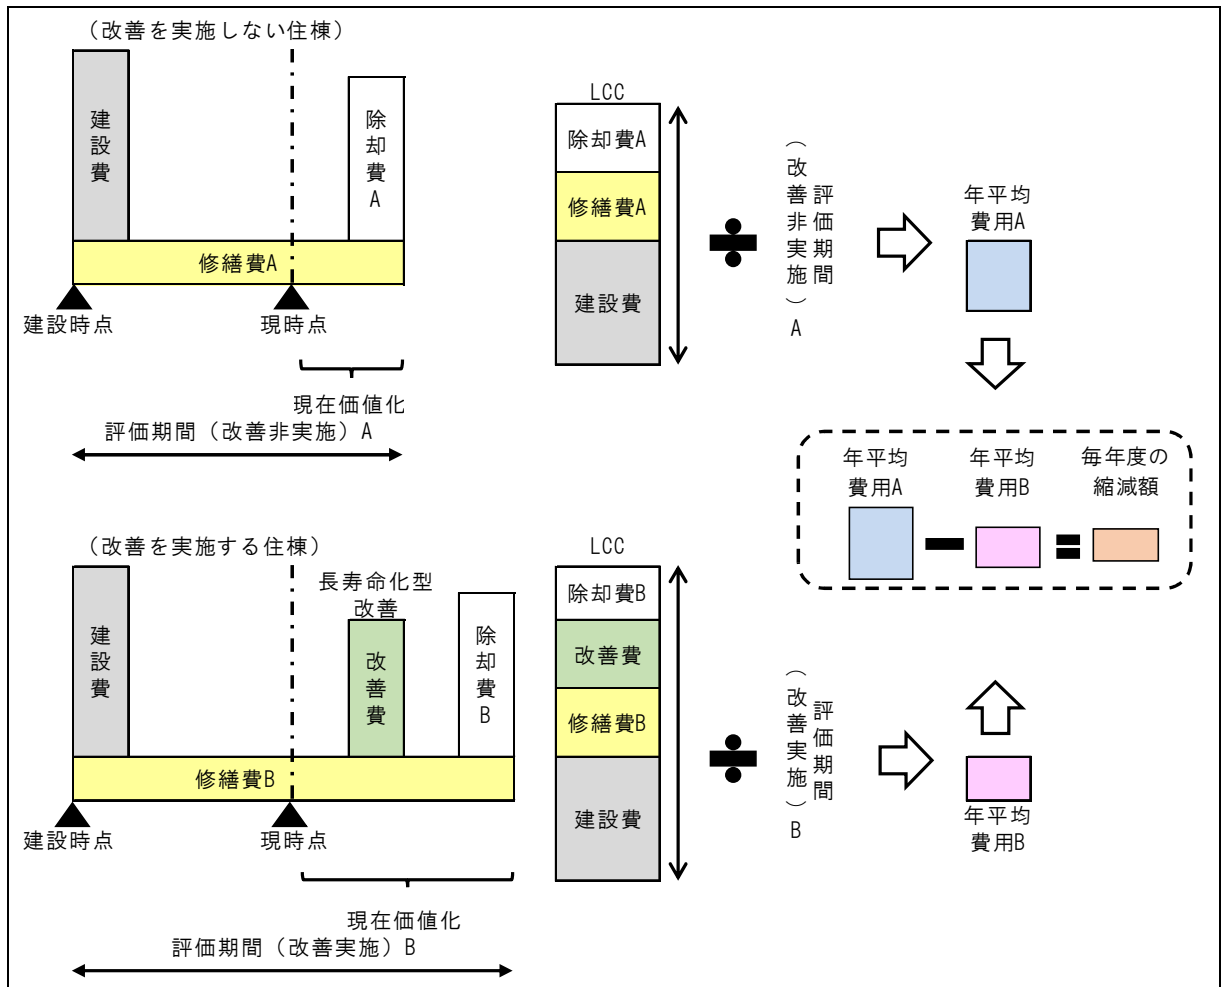 （改善を実施しない住棟）
建設費
除却費A
修繕費A
建設時点
現時点
現在価値化
評価期間（改善非実施）A
LCC
除却費A
修繕費A
建設費
÷
評価期間
（改善非実施）A
年平均
費用A
年平均
費用A
年平均
費用B
毎年度の
縮減額
（改善を実施する住棟）
建設費
長寿命化型
改善
改善費
除却費B
修繕費B
建設時点
現時点
現在価値化
評価期間（改善実施）B
LCC
除却費B
改善費
修繕費B
建設費
÷
評価期間
（改善実施）B
年平均
費用B